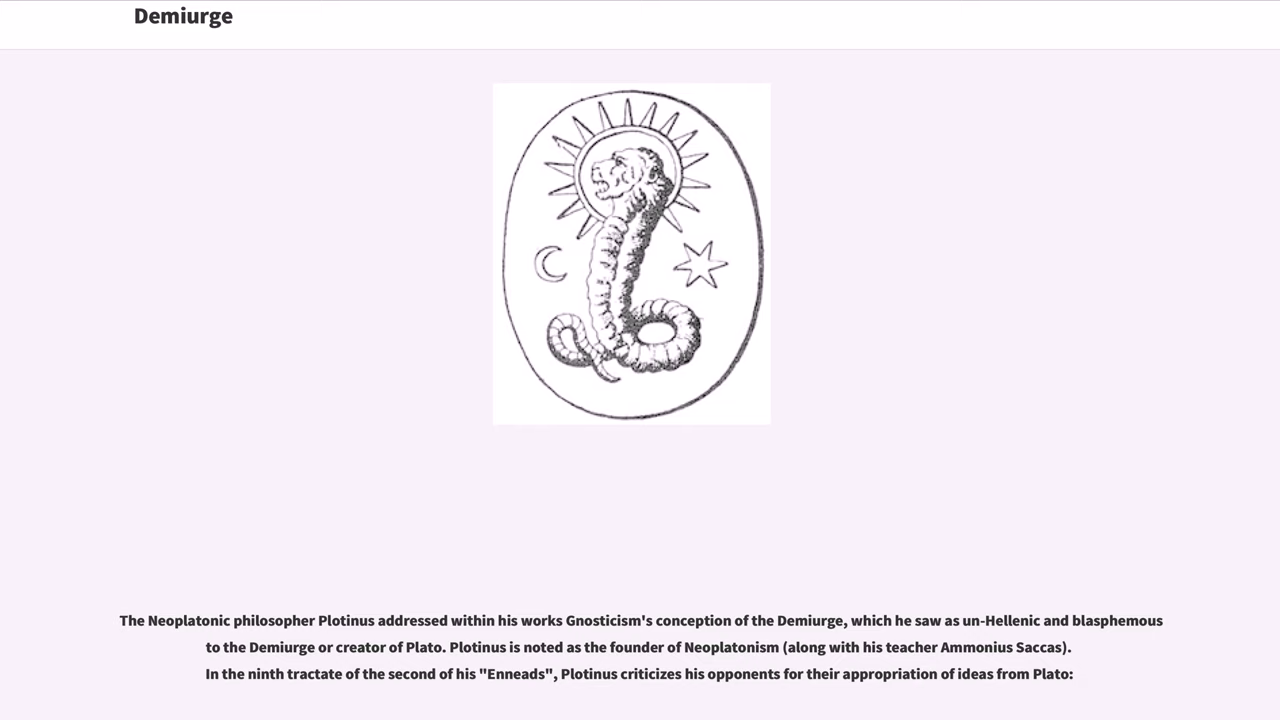 Demiurge
The Neoplatonic philosopher Plotinus addressed within his works Gnosticism's conception of the Demiurge, which he saw as un-Hellenic and blasphemous
to the Demiurge or creator of Plato. Plotinus is noted as the founder of Neoplatonism (along with his teacher Ammonius Saccas).
In the ninth tractate of the second of his "Enneads", Plotinus criticizes his opponents for their appropriation of ideas from Plato: